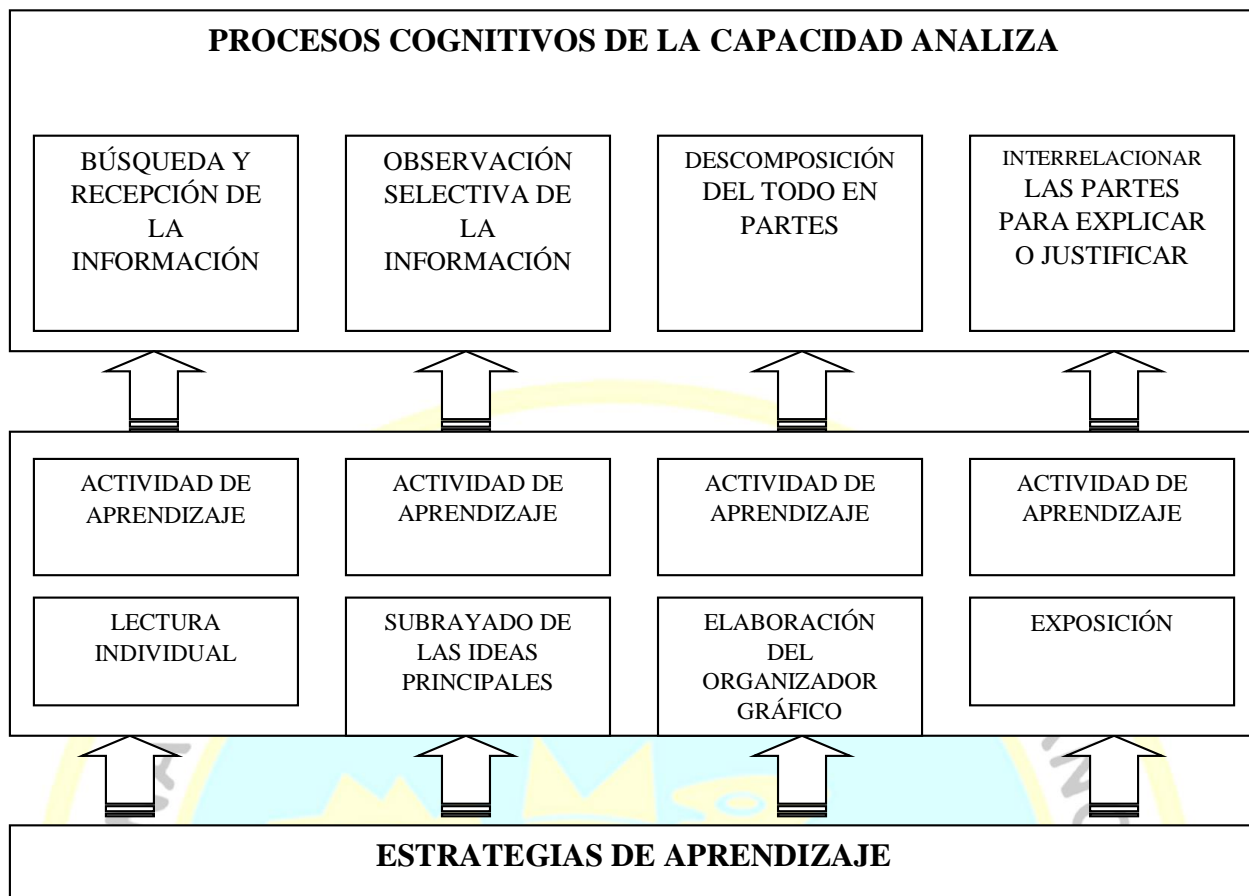 PROCESOS COGNITIVOS DE LA CAPACIDAD ANALIZA
BÚSQUEDA Y
RECEPCIÓN DE
LA
INFORMACIÓN
OBSERVACIÓN
SELECTIVA DE
LA
INFORMACIÓN
DESCOMPOSICIÓN
DEL TODO EN
PARTES
INTERRELACIONAR
LAS PARTES
PARA EXPLICAR
O JUSTIFICAR
ACTIVIDAD DE
APRENDIZAJE
ACTIVIDAD DE
APRENDIZAJE
ACTIVIDAD DE
APRENDIZAJE
ACTIVIDAD DE
APRENDIZAJE
LECTURA
INDIVIDUAL
SUBRAYADO DE
LAS IDEAS
PRINCIPALES
ELABORACIÓN
DEL
ORGANIZADOR
GRÁFICO
EXPOSICIÓN
ESTRATEGIAS DE APRENDIZAJE